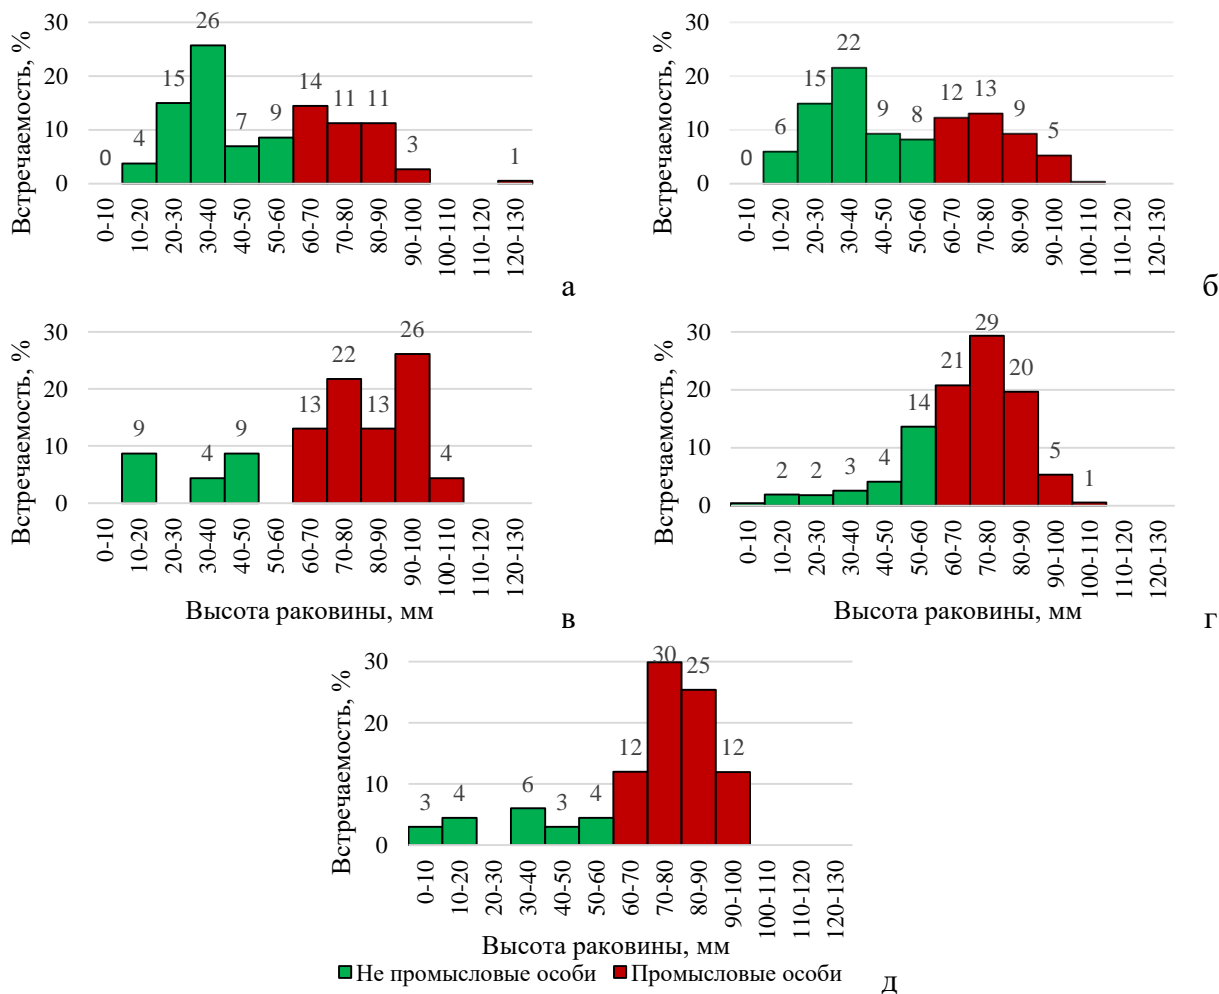 Встречаемость, %
30
20
10
0
0 4 15 26 7 9 14 11 11 3 1
0-10 10-20 20-30 30-40 40-50 50-60 60-70 70-80 80-90 90-100 100-110 110-120 120-130
а
Встречаемость, %
30
20
10
0
0 6 15 22 9 8 12 13 9 5
0-10 10-20 20-30 30-40 40-50 50-60 60-70 70-80 80-90 90-100 100-110 110-120 120-130
б
Встречаемость, %
30
20
10
0
9 4 9 13 22 13 26 4
0-10 10-20 20-30 30-40 40-50 50-60 60-70 70-80 80-90 90-100 100-110 110-120 120-130
Высота раковины, мм
в
Встречаемость, %
30
20
10
0
2 2 3 4 14 21 29 20 5 1
0-10 10-20 20-30 30-40 40-50 50-60 60-70 70-80 80-90 90-100 100-110 110-120 120-130
Высота раковины, мм
г
Встречаемость, %
30
20
10
0
3 4 6 3 4 12 30 25 12
0-10 10-20 20-30 30-40 40-50 50-60 60-70 70-80 80-90 90-100 100-110 110-120 120-130
Высота раковины, мм
Не промысловые особи Промысловые особи
д